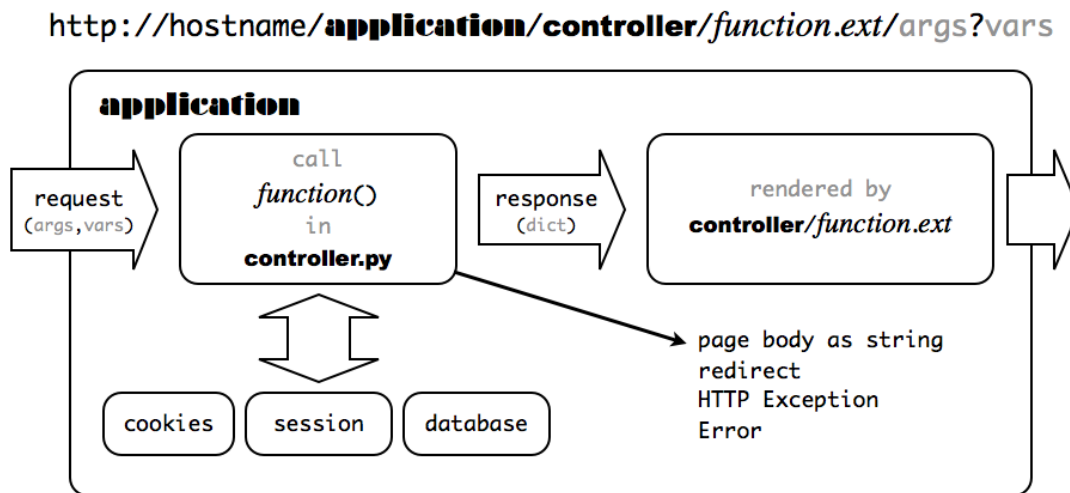 http://hostname/application/controller/function.ext/args?vars
application
request
(args,vars)
call
function()
in
controller.py
response
(dict)
rendered by
controller/function.ext
page body as string
redirect
HTTP Exception
Error
cookies
session
database